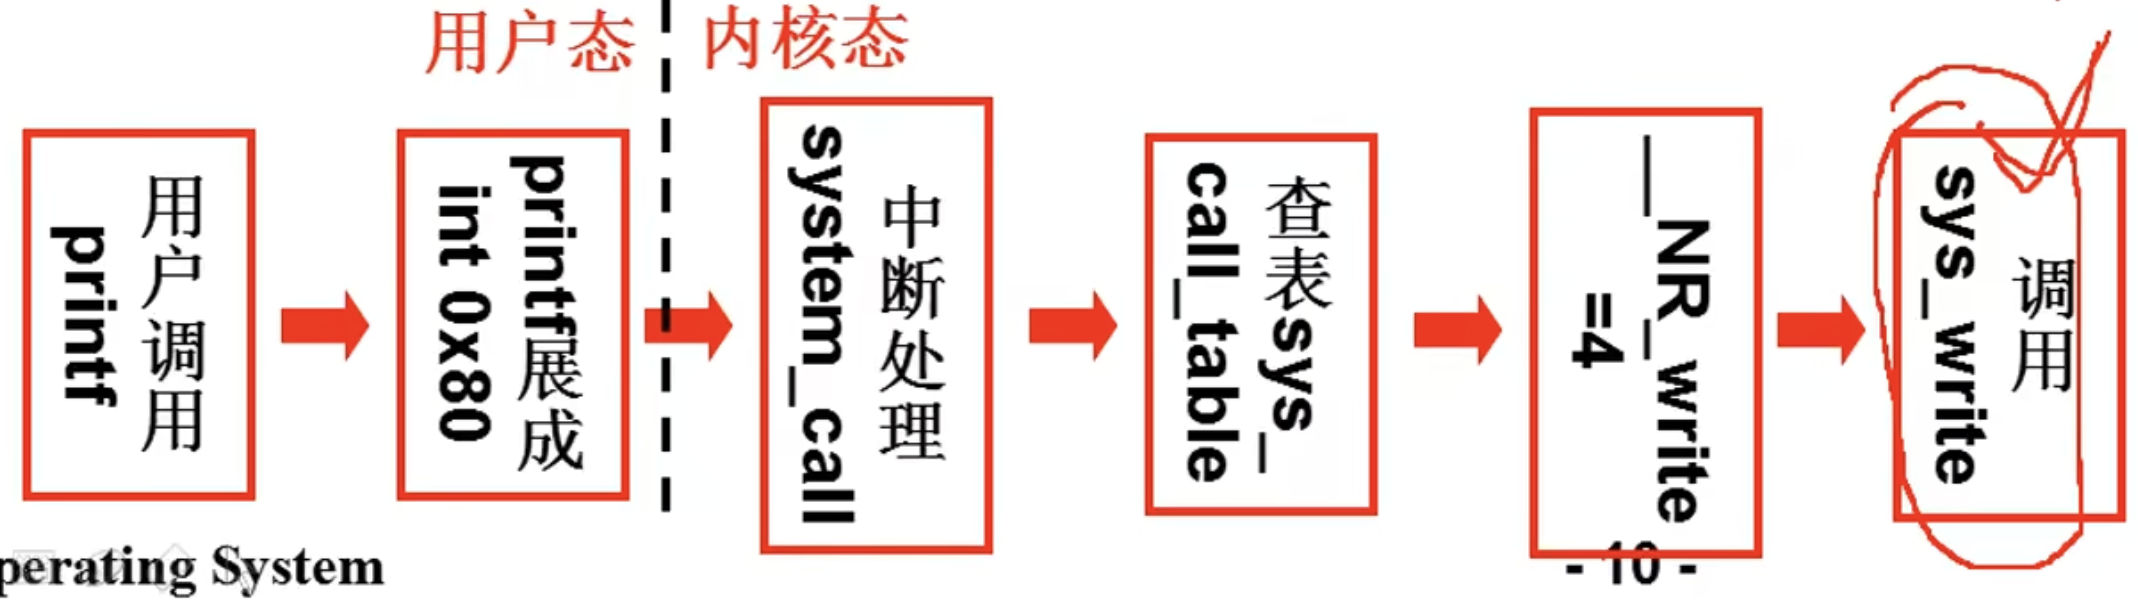 用户态
内核态
用户调用
printf
printf展成
int 0x80
中断处理
system_call
查表sys_
call_table
__NR_write
=4
调用
sys_write
perating System
- 10 -